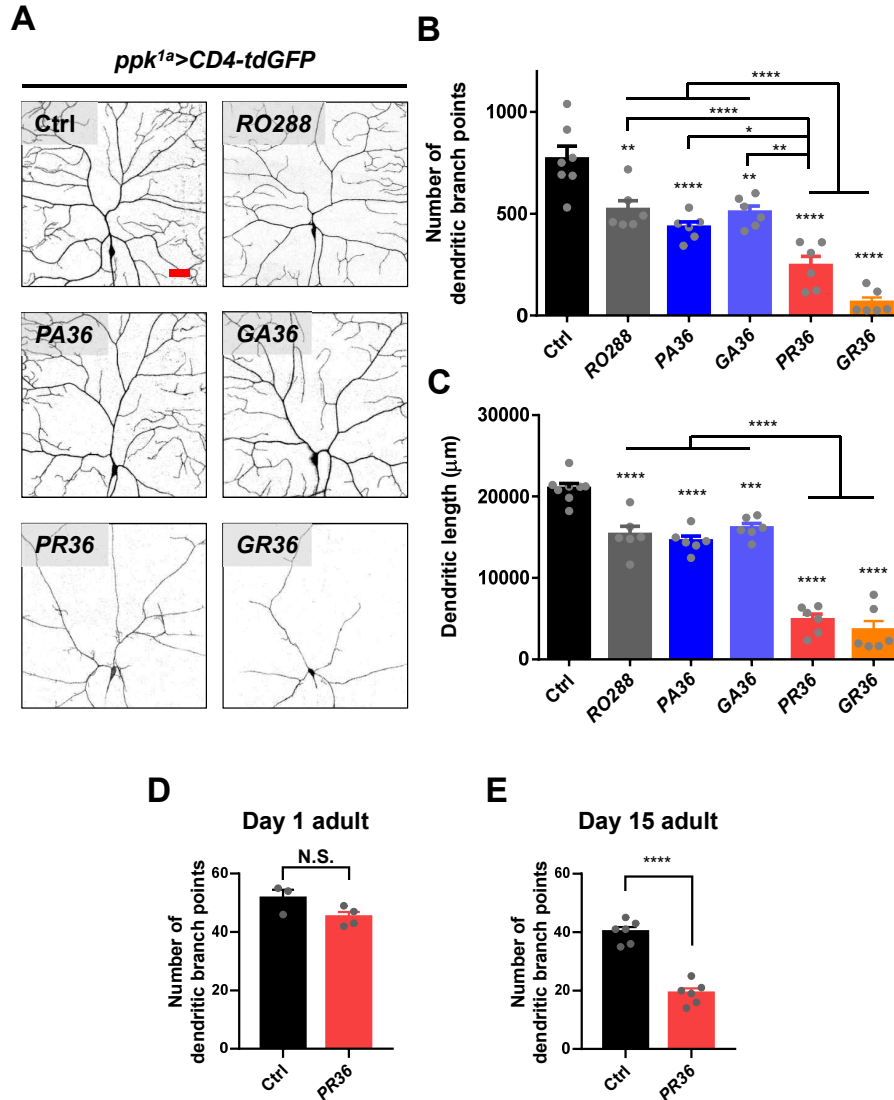 A
ppk1a>CD4-tdGFP
Ctrl
RO288
PA36
GA36
PR36
GR36
B
Number of
dendritic branch points
1000
500
0
****
****
*
**
**
****
**
****
****
Ctrl
RO288
PA36
GA36
PR36
GR36
C
Dendritic length (μm)
30000
20000
10000
0
****
****
****
***
****
****
Ctrl
RO288
PA36
GA36
PR36
GR36
D
Day 1 adult
Number of
dendritic branch points
60
40
20
0
N.S.
Ctrl
PR36
E
Day 15 adult
Number of
dendritic branch points
60
40
20
0
****
Ctrl
PR36